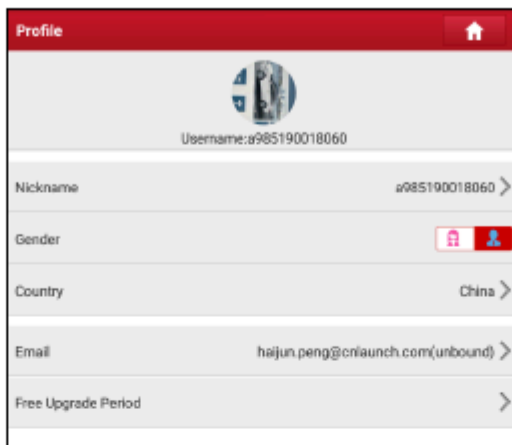 Profile
Username:a985190018060
Nickname a985190018060
Gender
Country China
Email haijun.peng@cnlaunch.com(unbound)
Free Upgrade Period